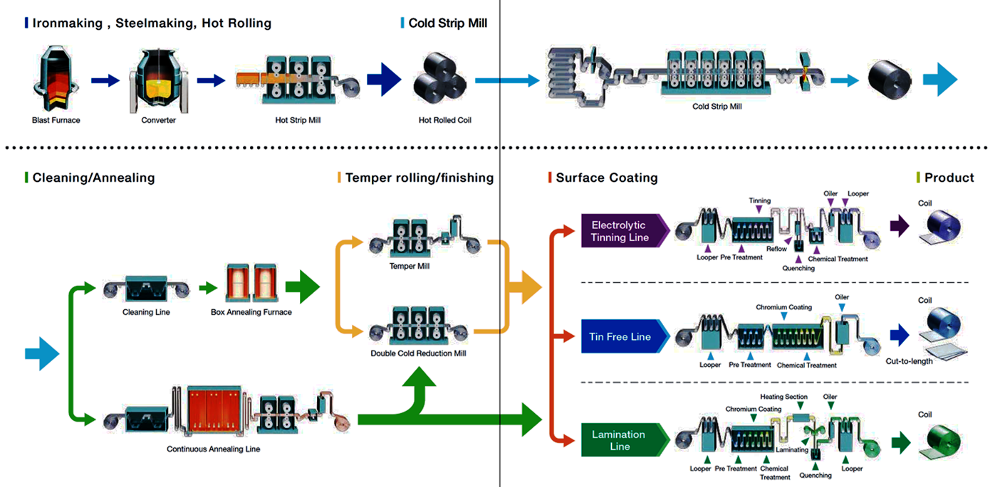 Ironmaking , Steelmaking, Hot Rolling
Cold Strip Mill
Blast Furnace
Converter
Hot Strip Mill
Hot Rolled Coil
Cold Strip Mill
Cleaning/Annealing
Temper rolling/finishing
Surface Coating
Product
Cleaning Line
Box Annealing Furnace
Continuous Annealing Line
Temper Mill
Double Cold Reduction Mill
Electrolytic
Tinning Line
Tinning
Oiler
Looper
Looper
Pre Treatment
Reflow
Quenching
Chemical Treatment
Coil
Tin Free Line
Chromium Coating
Oiler
Looper
Pre Treatment
Chemical Treatment
Coil
Cut-to-length
Lamination
Line
Heating Section
Chromium Coating
Oiler
Laminating
Looper
Pre Treatment
Chemical
Treatment
Quenching
Looper
Coil